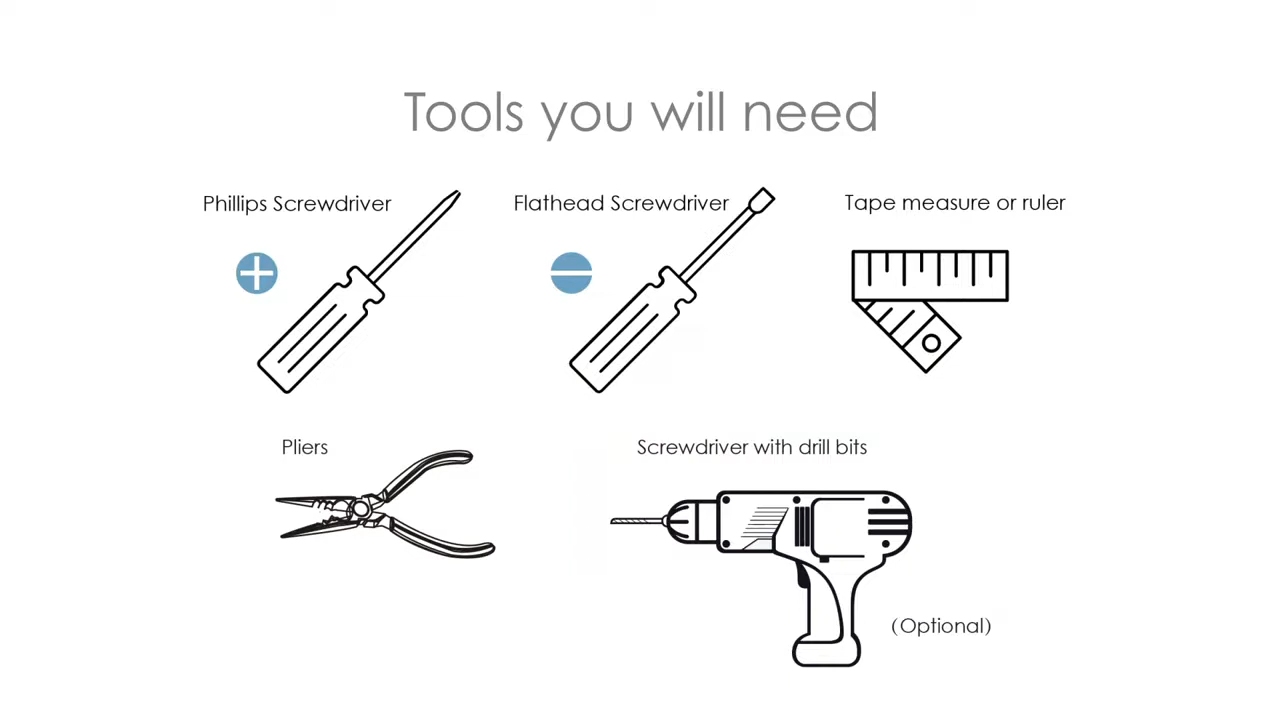 Tools you will need
Phillips Screwdriver
Flathead Screwdriver
Tape measure or ruler
Pliers
Screwdriver with drill bits
(Optional)